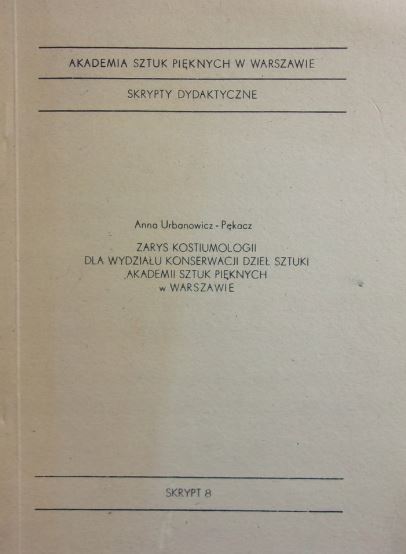 AKADEMIA SZTUK PIĘKNYCH W WARSZAWIE
SKRYPTY DYDAKTYCZNE
Anna Urbanowicz - Pękacz
ZARYS KOSTIUMOLOGII
DLA WYDZIAŁU KONSERWACJI DZIEŁ SZTUKI
AKADEMII SZTUK PIĘKNYCH
w WARSZAWIE
SKRYPT 8